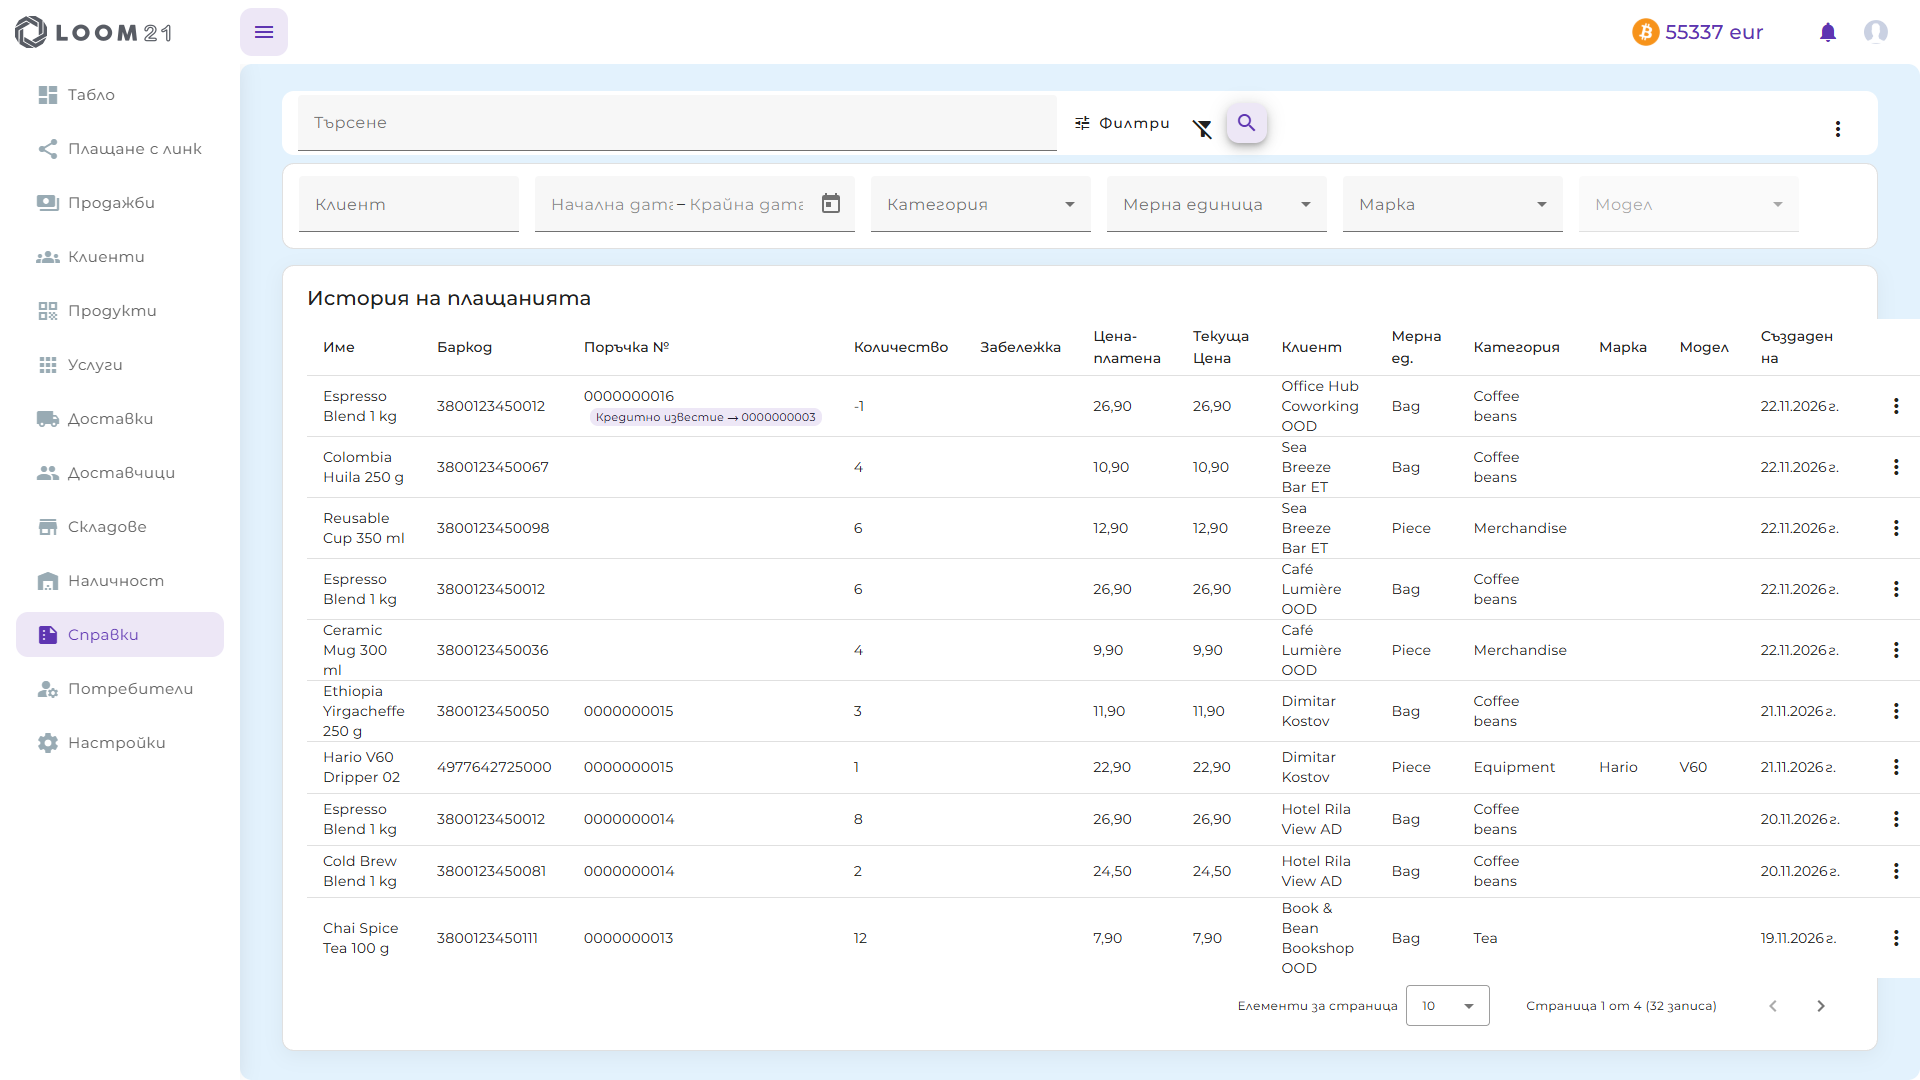 LOOM21
55337 eur
Табло
Плащане с линк
Продажби
Клиенти
Продукти
Услуги
Доставки
Доставчици
Складове
Наличност
Справки
Потребители
Настройки
Търсене
Филтри
Клиент
Начална дата – Крайна дата
Категория
Мерна единица
Марка
Модел
История на плащанията
Име Баркод Поръчка № Количество Забележка Цена-платена Текуща Цена Клиент Мерна ед. Категория Марка Модел Създаден на
Espresso Blend 1 kg 3800123450012 0000000016 Кредитно известие → 0000000003 -1 26,90 26,90 Office Hub Coworking OOD Bag Coffee beans 22.11.2026 г.
Colombia Huila 250 g 3800123450067 4 10,90 10,90 Sea Breeze Bar ET Bag Coffee beans 22.11.2026 г.
Reusable Cup 350 ml 3800123450098 6 12,90 12,90 Sea Breeze Bar ET Piece Merchandise 22.11.2026 г.
Espresso Blend 1 kg 3800123450012 6 26,90 26,90 Café Lumière OOD Bag Coffee beans 22.11.2026 г.
Ceramic Mug 300 ml 3800123450036 4 9,90 9,90 Café Lumière OOD Piece Merchandise 22.11.2026 г.
Ethiopia Yirgacheffe 250 g 3800123450050 0000000015 3 11,90 11,90 Dimitar Kostov Bag Coffee beans 21.11.2026 г.
Hario V60 Dripper 02 4977642725000 0000000015 1 22,90 22,90 Dimitar Kostov Piece Equipment Hario V60 21.11.2026 г.
Espresso Blend 1 kg 3800123450012 0000000014 8 26,90 26,90 Hotel Rila View AD Bag Coffee beans 20.11.2026 г.
Cold Brew Blend 1 kg 3800123450081 0000000014 2 24,50 24,50 Hotel Rila View AD Bag Coffee beans 20.11.2026 г.
Chai Spice Tea 100 g 3800123450111 0000000013 12 7,90 7,90 Book & Bean Bookshop OOD Bag Tea 19.11.2026 г.
Елементи за страница 10 Страница 1 от 4 (32 записа)